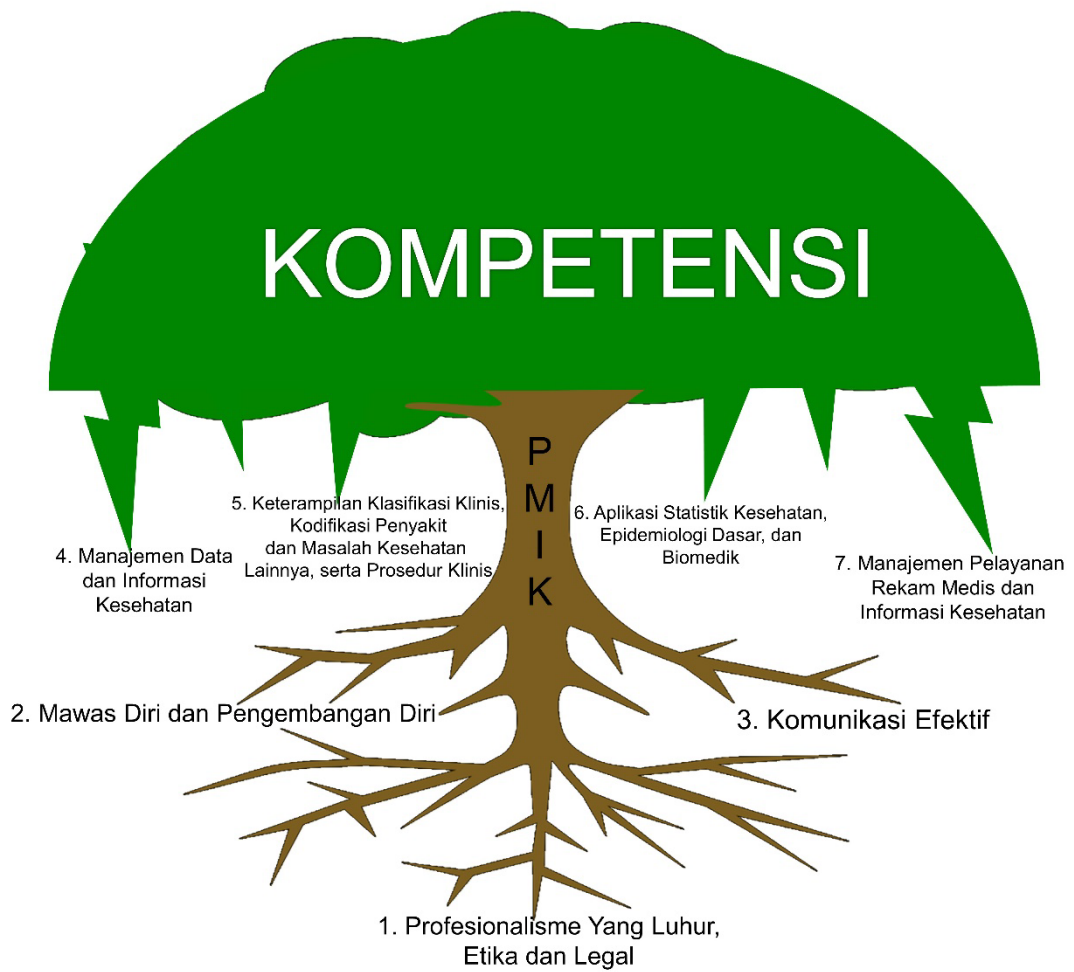 KOMPETENSI
P
M
I
K
4. Manajemen Data
dan Informasi
Kesehatan
5. Keterampilan Klasifikasi Klinis,
Kodifikasi Penyakit
dan Masalah Kesehatan
Lainnya, serta Prosedur Klinis
6. Aplikasi Statistik Kesehatan,
Epidemiologi Dasar, dan
Biomedik
7. Manajemen Pelayanan
Rekam Medis dan
Informasi Kesehatan
2. Mawas Diri dan Pengembangan Diri
3. Komunikasi Efektif
1. Profesionalisme Yang Luhur,
Etika dan Legal